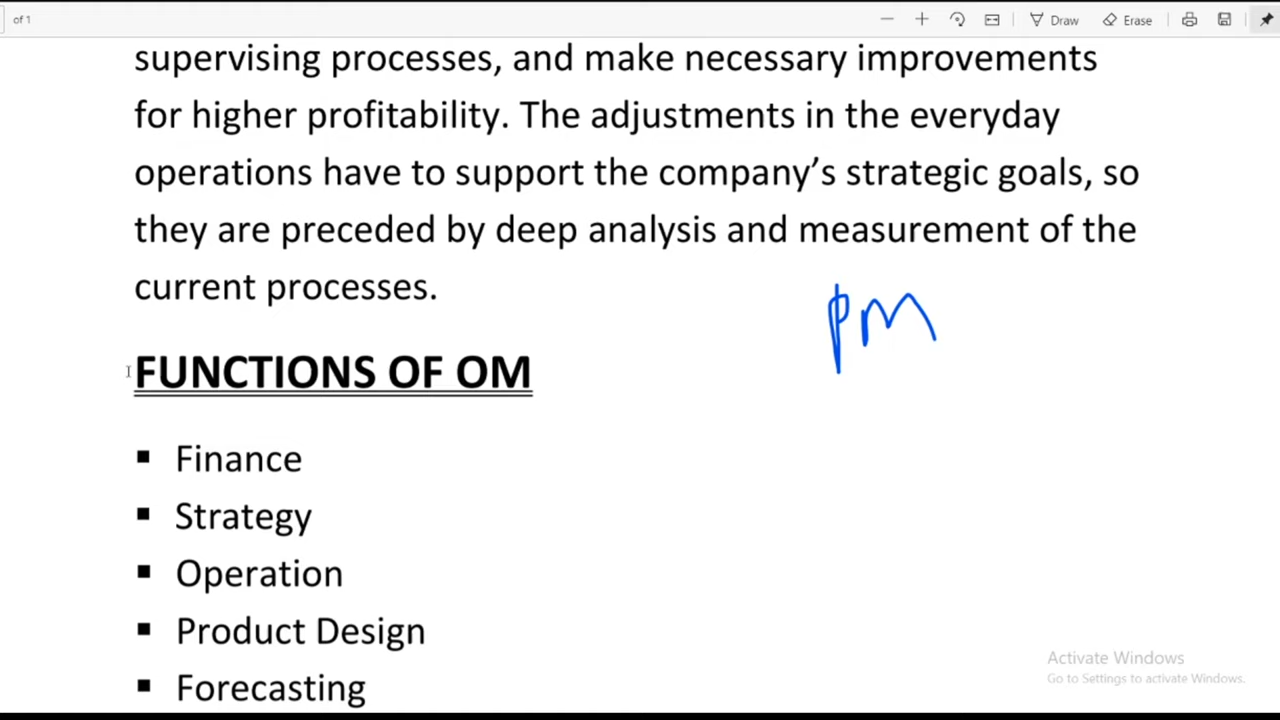 of 1 Draw Erase
supervising processes, and make necessary improvements
for higher profitability. The adjustments in the everyday
operations have to support the company’s strategic goals, so
they are preceded by deep analysis and measurement of the
current processes.
PM
FUNCTIONS OF OM
▪ Finance
▪ Strategy
▪ Operation
▪ Product Design
▪ Forecasting
Activate Windows
Go to Settings to activate Windows.